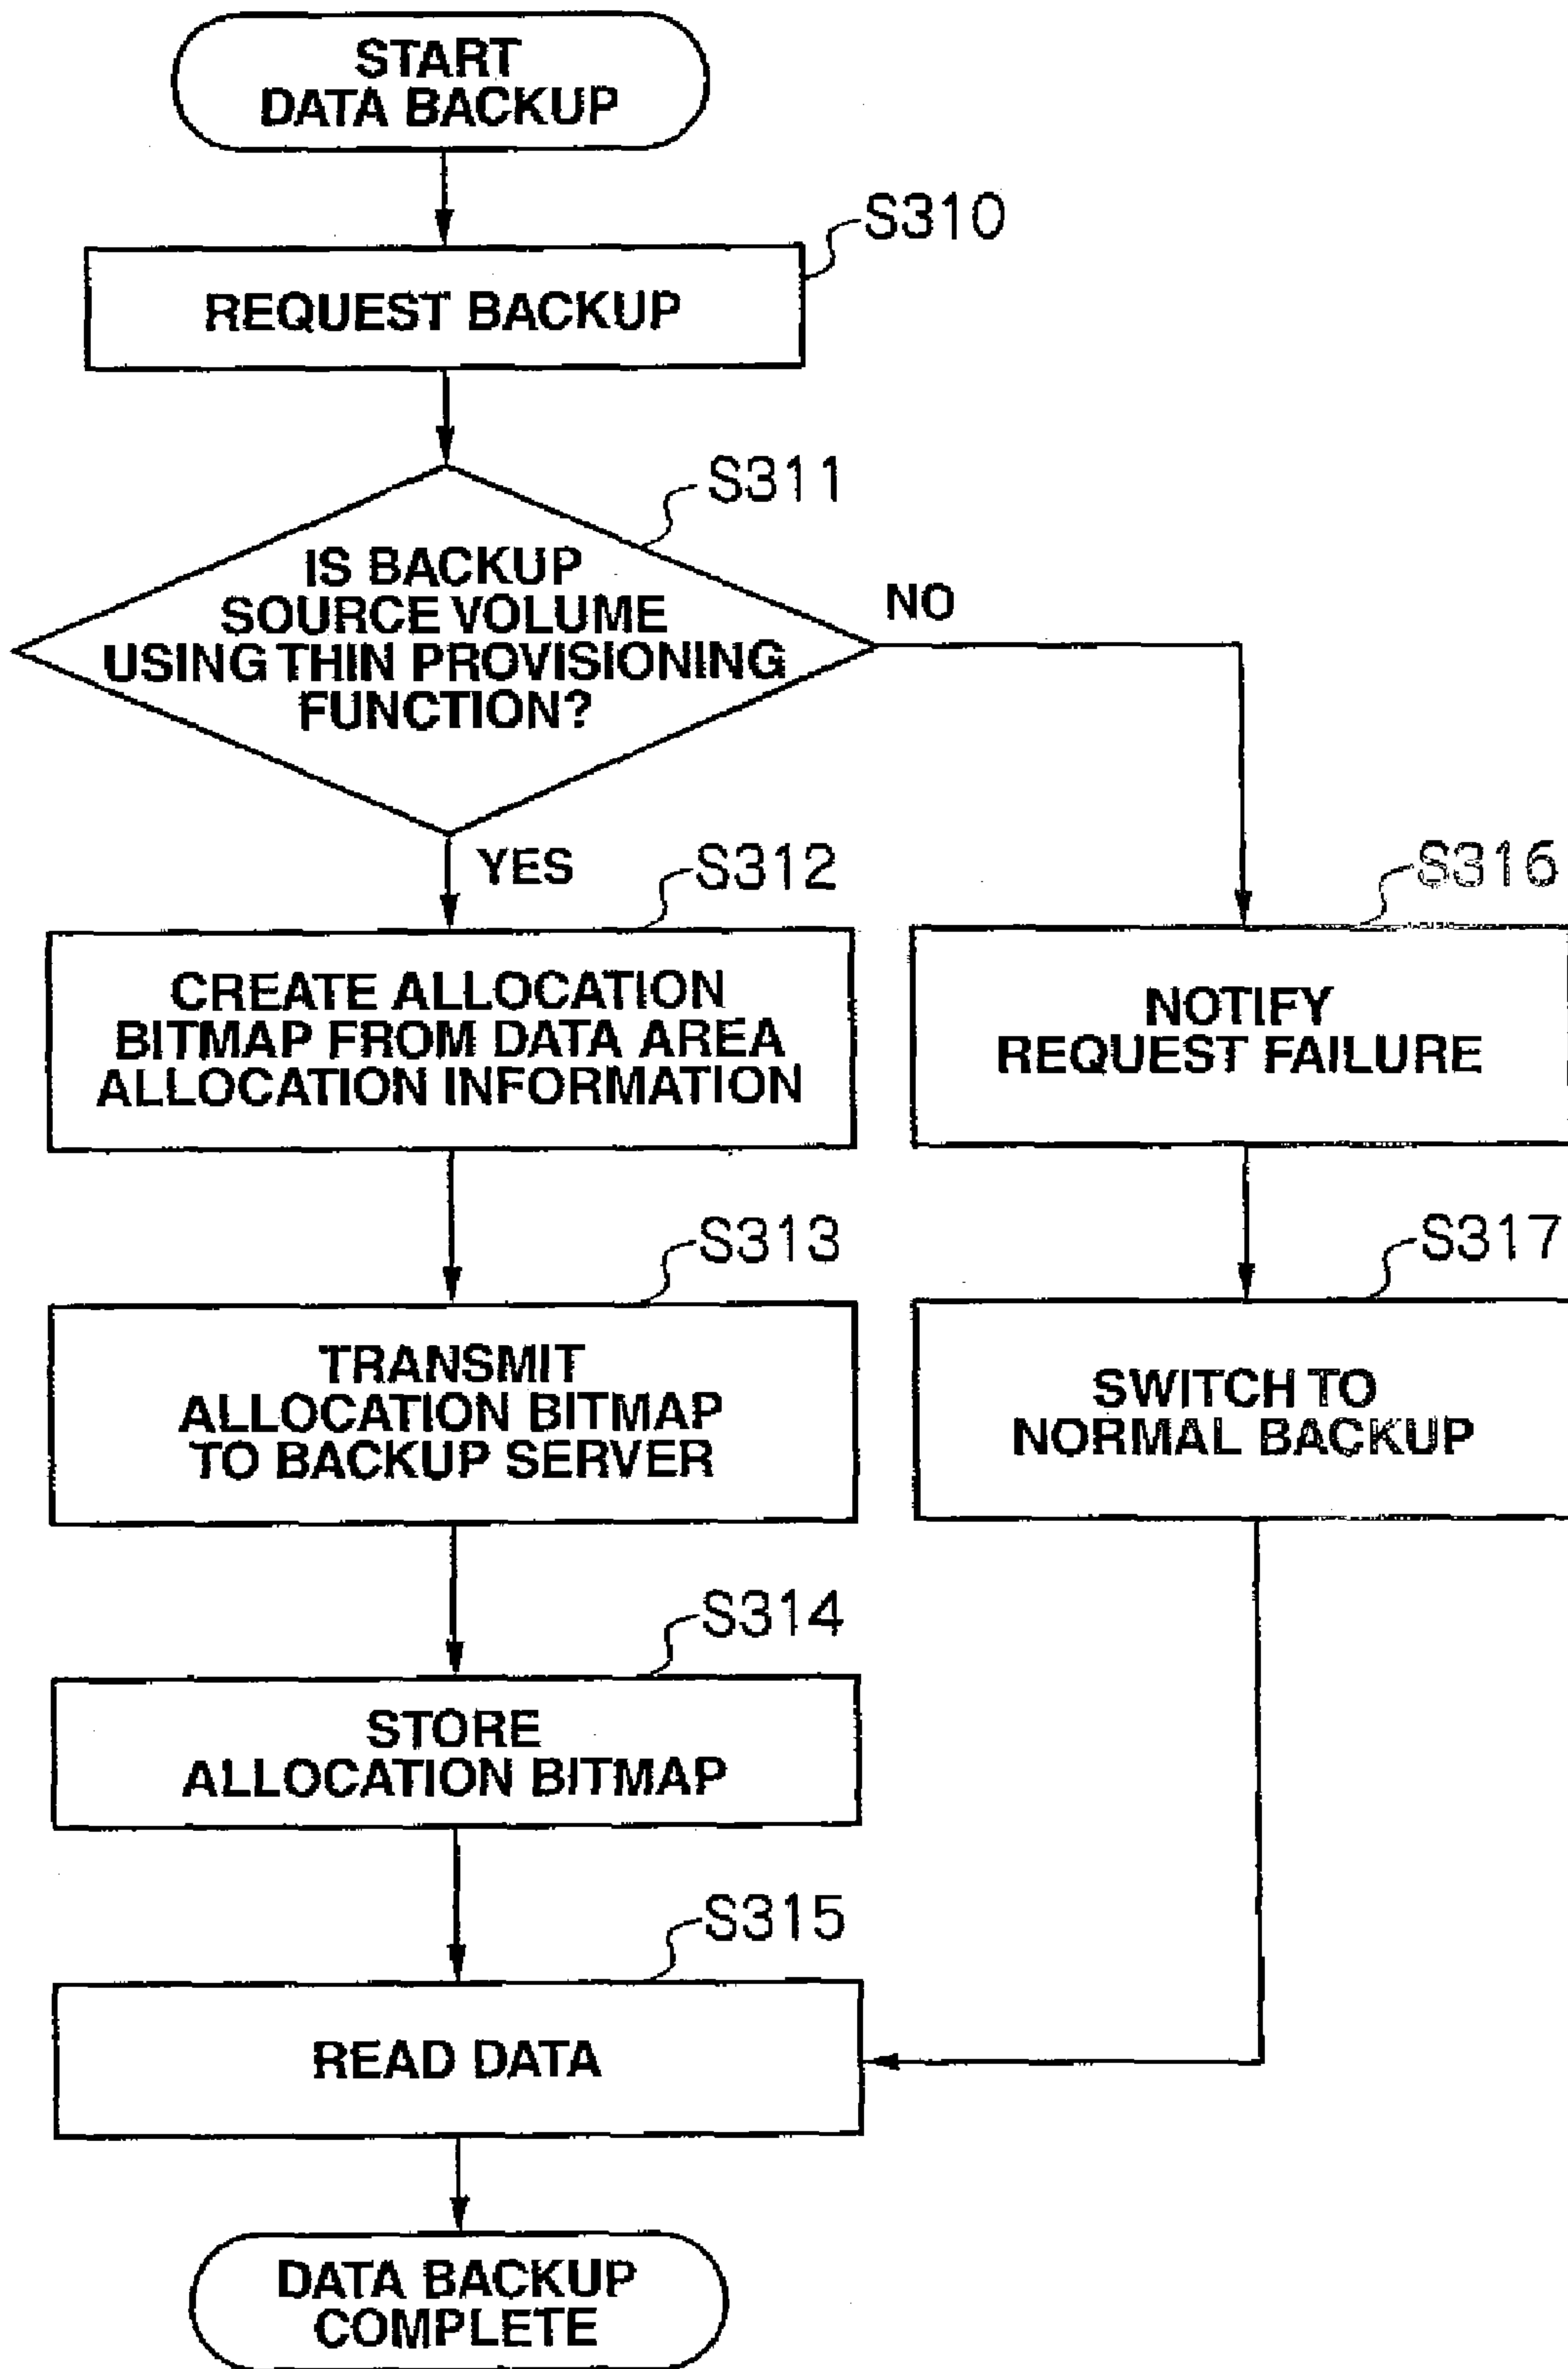 START
DATA BACKUP
S310
REQUEST BACKUP
S311
IS BACKUP
SOURCE VOLUME
USING THIN PROVISIONING
FUNCTION?
NO
YES
S312
CREATE ALLOCATION
BITMAP FROM DATA AREA
ALLOCATION INFORMATION
S316
NOTIFY
REQUEST FAILURE
S313
TRANSMIT
ALLOCATION BITMAP
TO BACKUP SERVER
S317
SWITCH TO
NORMAL BACKUP
S314
STORE
ALLOCATION BITMAP
S315
READ DATA
DATA BACKUP
COMPLETE